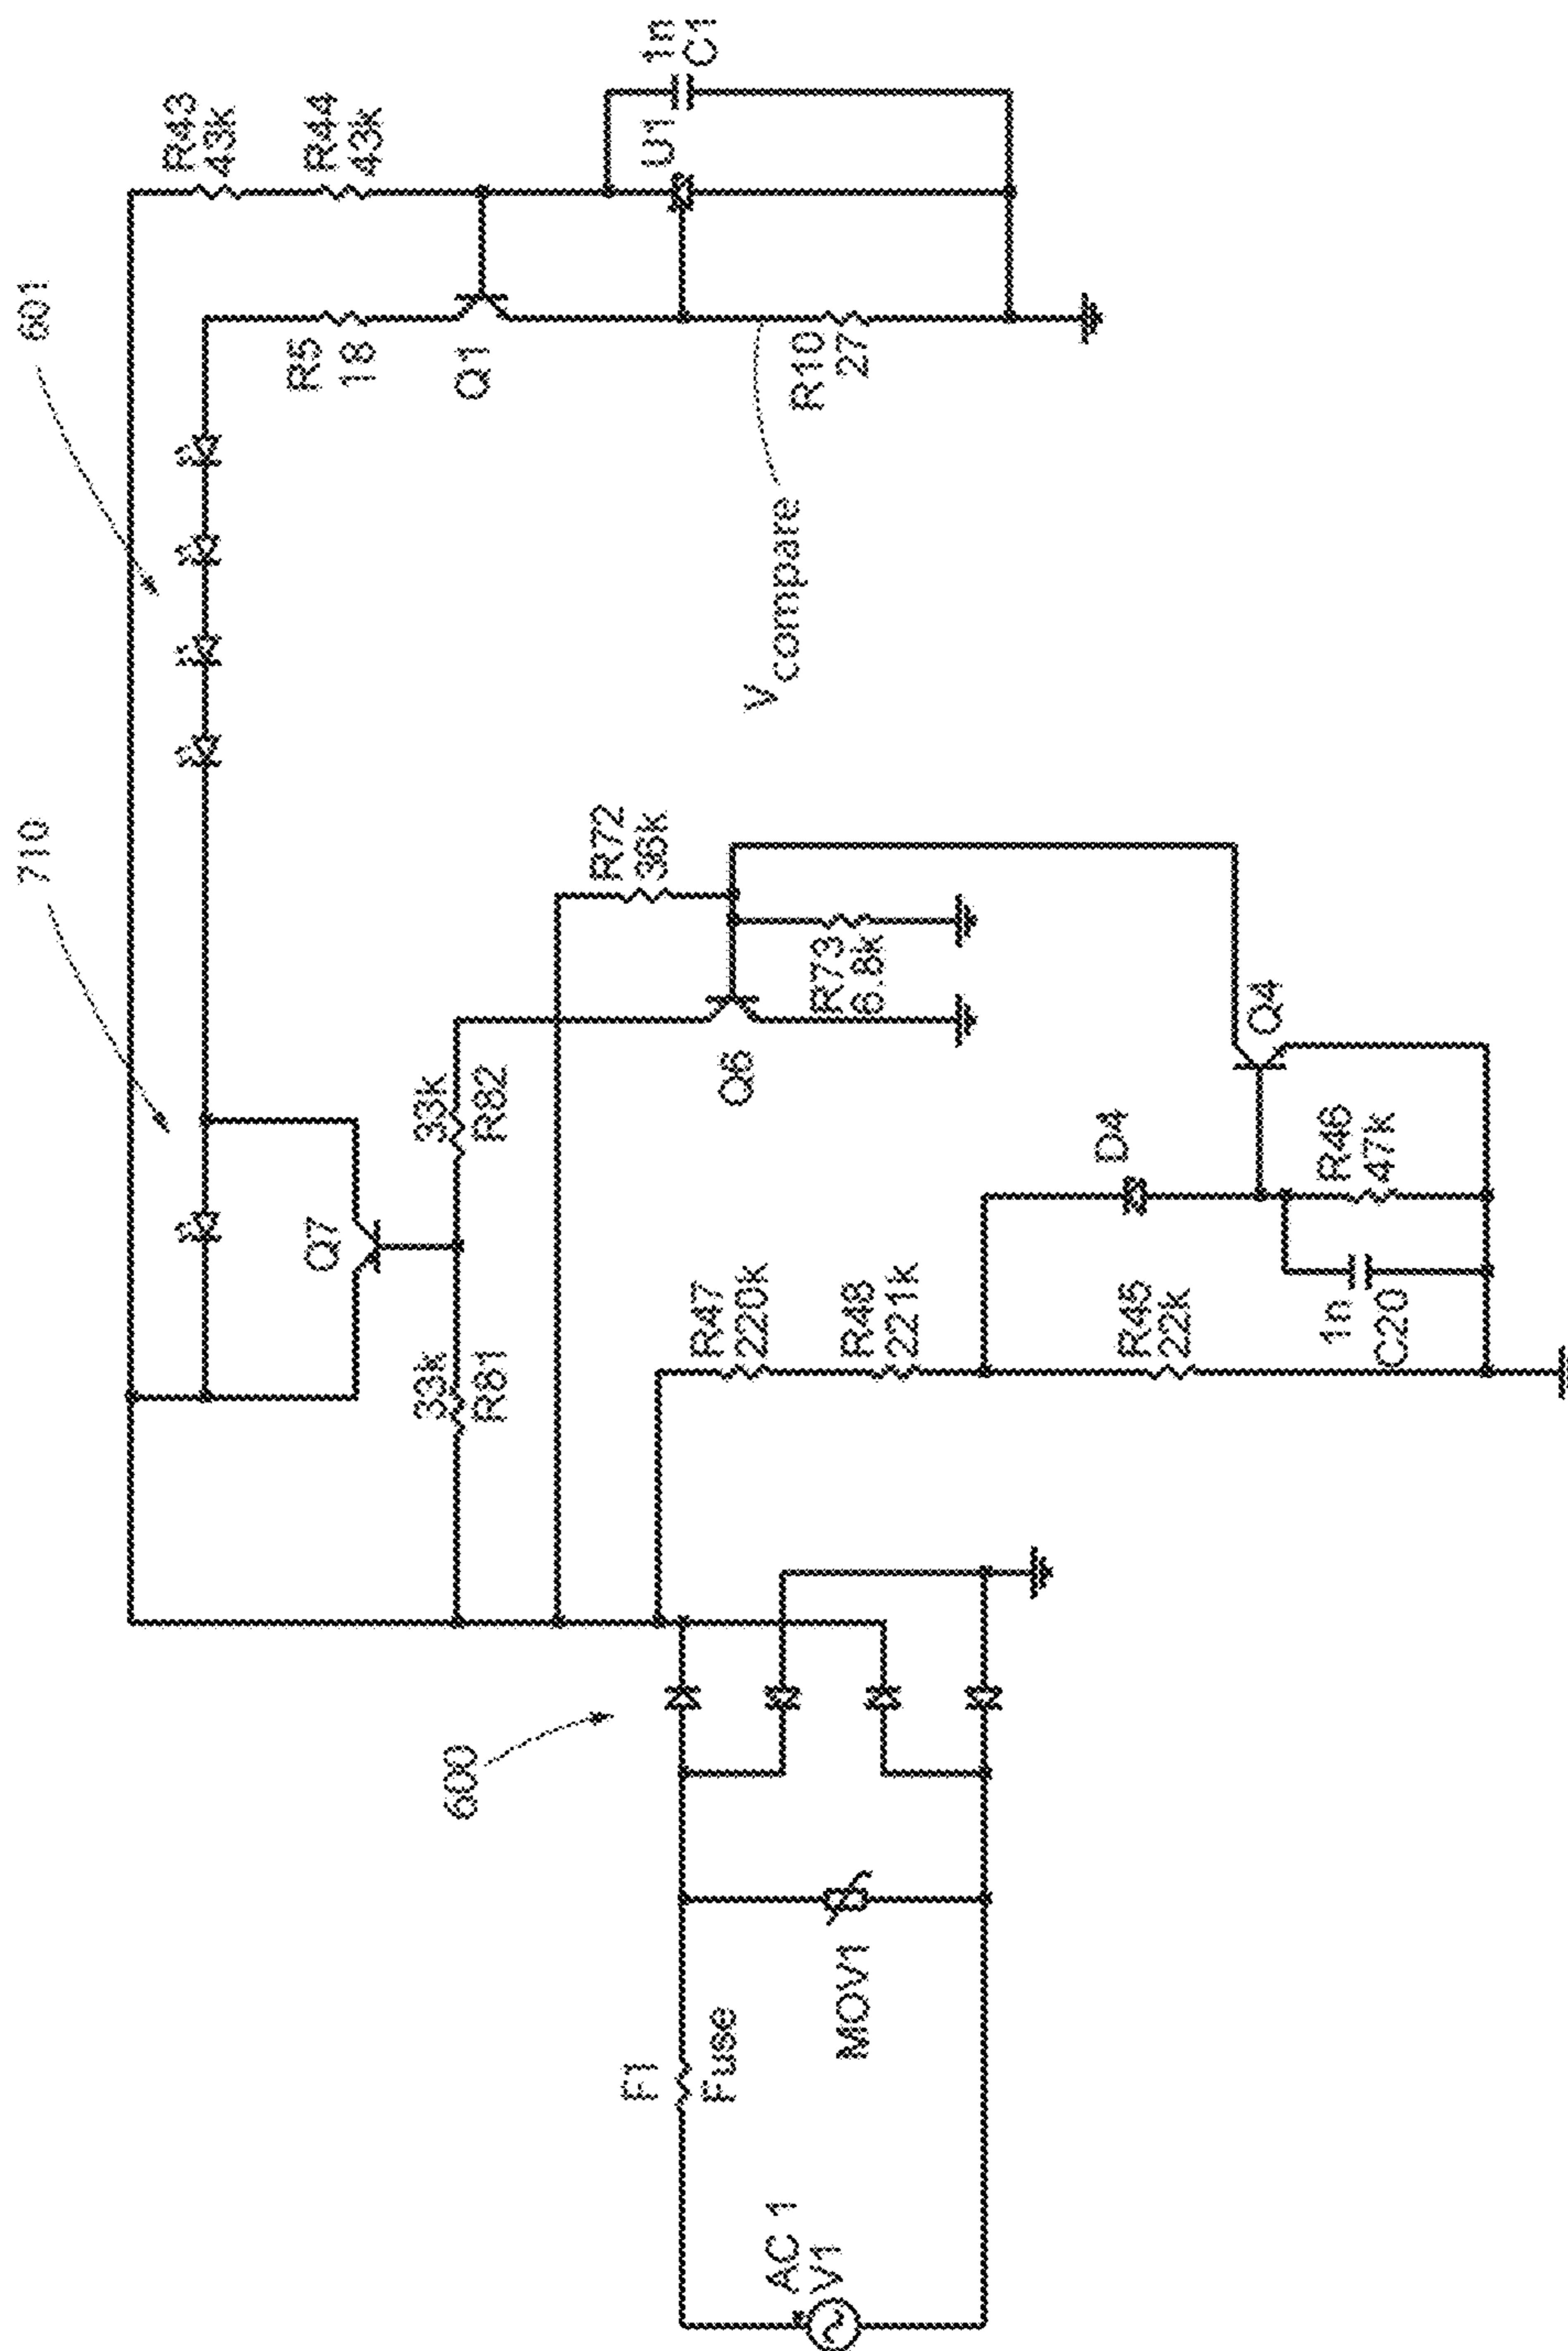 710
601
R43
43k
R44
43k
1n
C1
U1
R5
18
Q1
R10
27
Vcompare
Q7
33k
R81
33k
R82
R72
36k
Q6
R73
6.8k
600
R47
220k
R48
221k
R45
22k
D4
Q4
R46
47k
1n
C20
F1
Fuse
MOV1
AC 1
V1